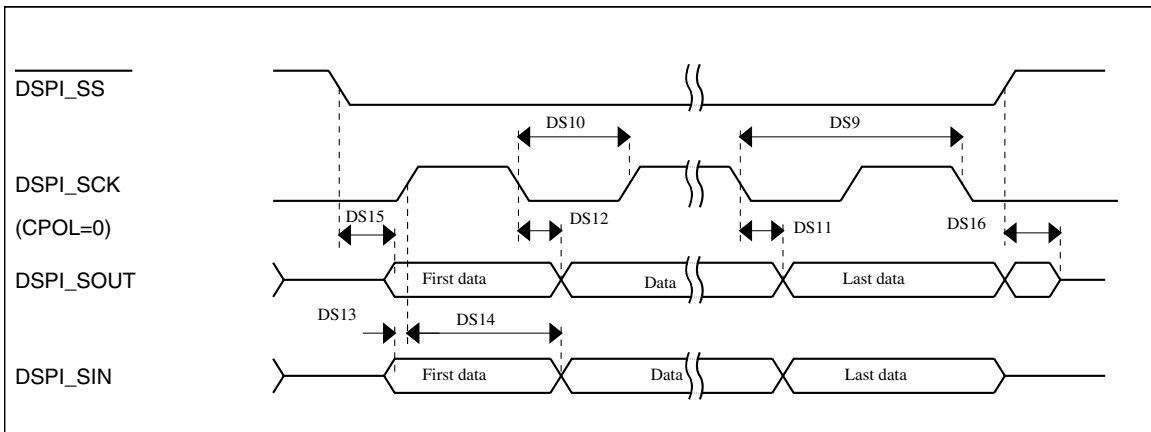 DSPI_SS
DS10
DS9
DSPI_SCK
(CPOL=0)
DS15
DS12
DS11
DS16
DSPI_SOUT
First data
Data
Last data
DS13
DS14
DSPI_SIN
First data
Data
Last data